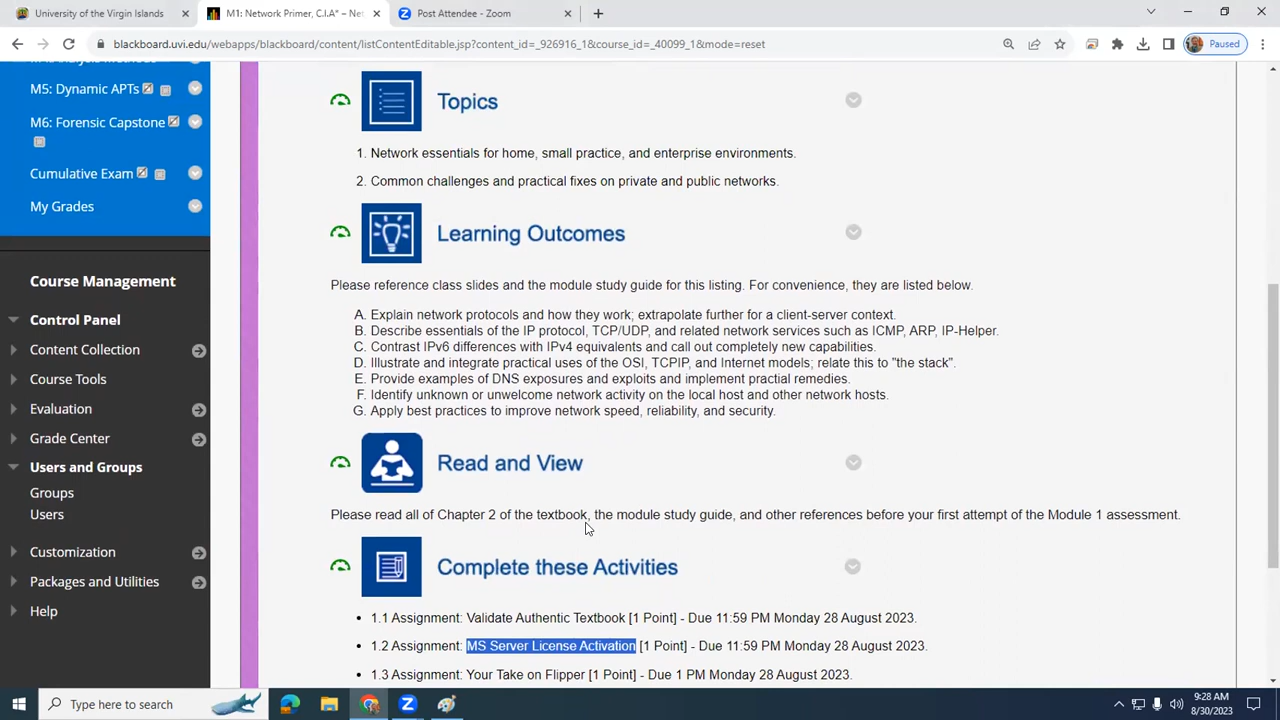 University of the Virgin Islands
M1: Network Primer, C.I.A* – Net
Post Attendee - Zoom
blackboard.uvi.edu/webapps/blackboard/content/listContentEditable.jsp?content_id=_926916_1&course_id=_40099_1&mode=reset
Paused
M5: Dynamic APTs
M6: Forensic Capstone
Cumulative Exam
My Grades
Course Management
Control Panel
Content Collection
Course Tools
Evaluation
Grade Center
Users and Groups
Groups
Users
Customization
Packages and Utilities
Help
Topics
1. Network essentials for home, small practice, and enterprise environments.
2. Common challenges and practical fixes on private and public networks.
Learning Outcomes
Please reference class slides and the module study guide for this listing. For convenience, they are listed below.
A. Explain network protocols and how they work; extrapolate further for a client-server context.
B. Describe essentials of the IP protocol, TCP/UDP, and related network services such as ICMP, ARP, IP-Helper.
C. Contrast IPv6 differences with IPv4 equivalents and call out completely new capabilities.
D. Illustrate and integrate practical uses of the OSI, TCPIP, and Internet models; relate this to "the stack".
E. Provide examples of DNS exposures and exploits and implement practial remedies.
F. Identify unknown or unwelcome network activity on the local host and other network hosts.
G. Apply best practices to improve network speed, reliability, and security.
Read and View
Please read all of Chapter 2 of the textbook, the module study guide, and other references before your first attempt of the Module 1 assessment.
Complete these Activities
• 1.1 Assignment: Validate Authentic Textbook [1 Point] - Due 11:59 PM Monday 28 August 2023.
• 1.2 Assignment: MS Server License Activation [1 Point] - Due 11:59 PM Monday 28 August 2023.
• 1.3 Assignment: Your Take on Flipper [1 Point] - Due 1 PM Monday 28 August 2023.
Type here to search
9:28 AM
8/30/2023